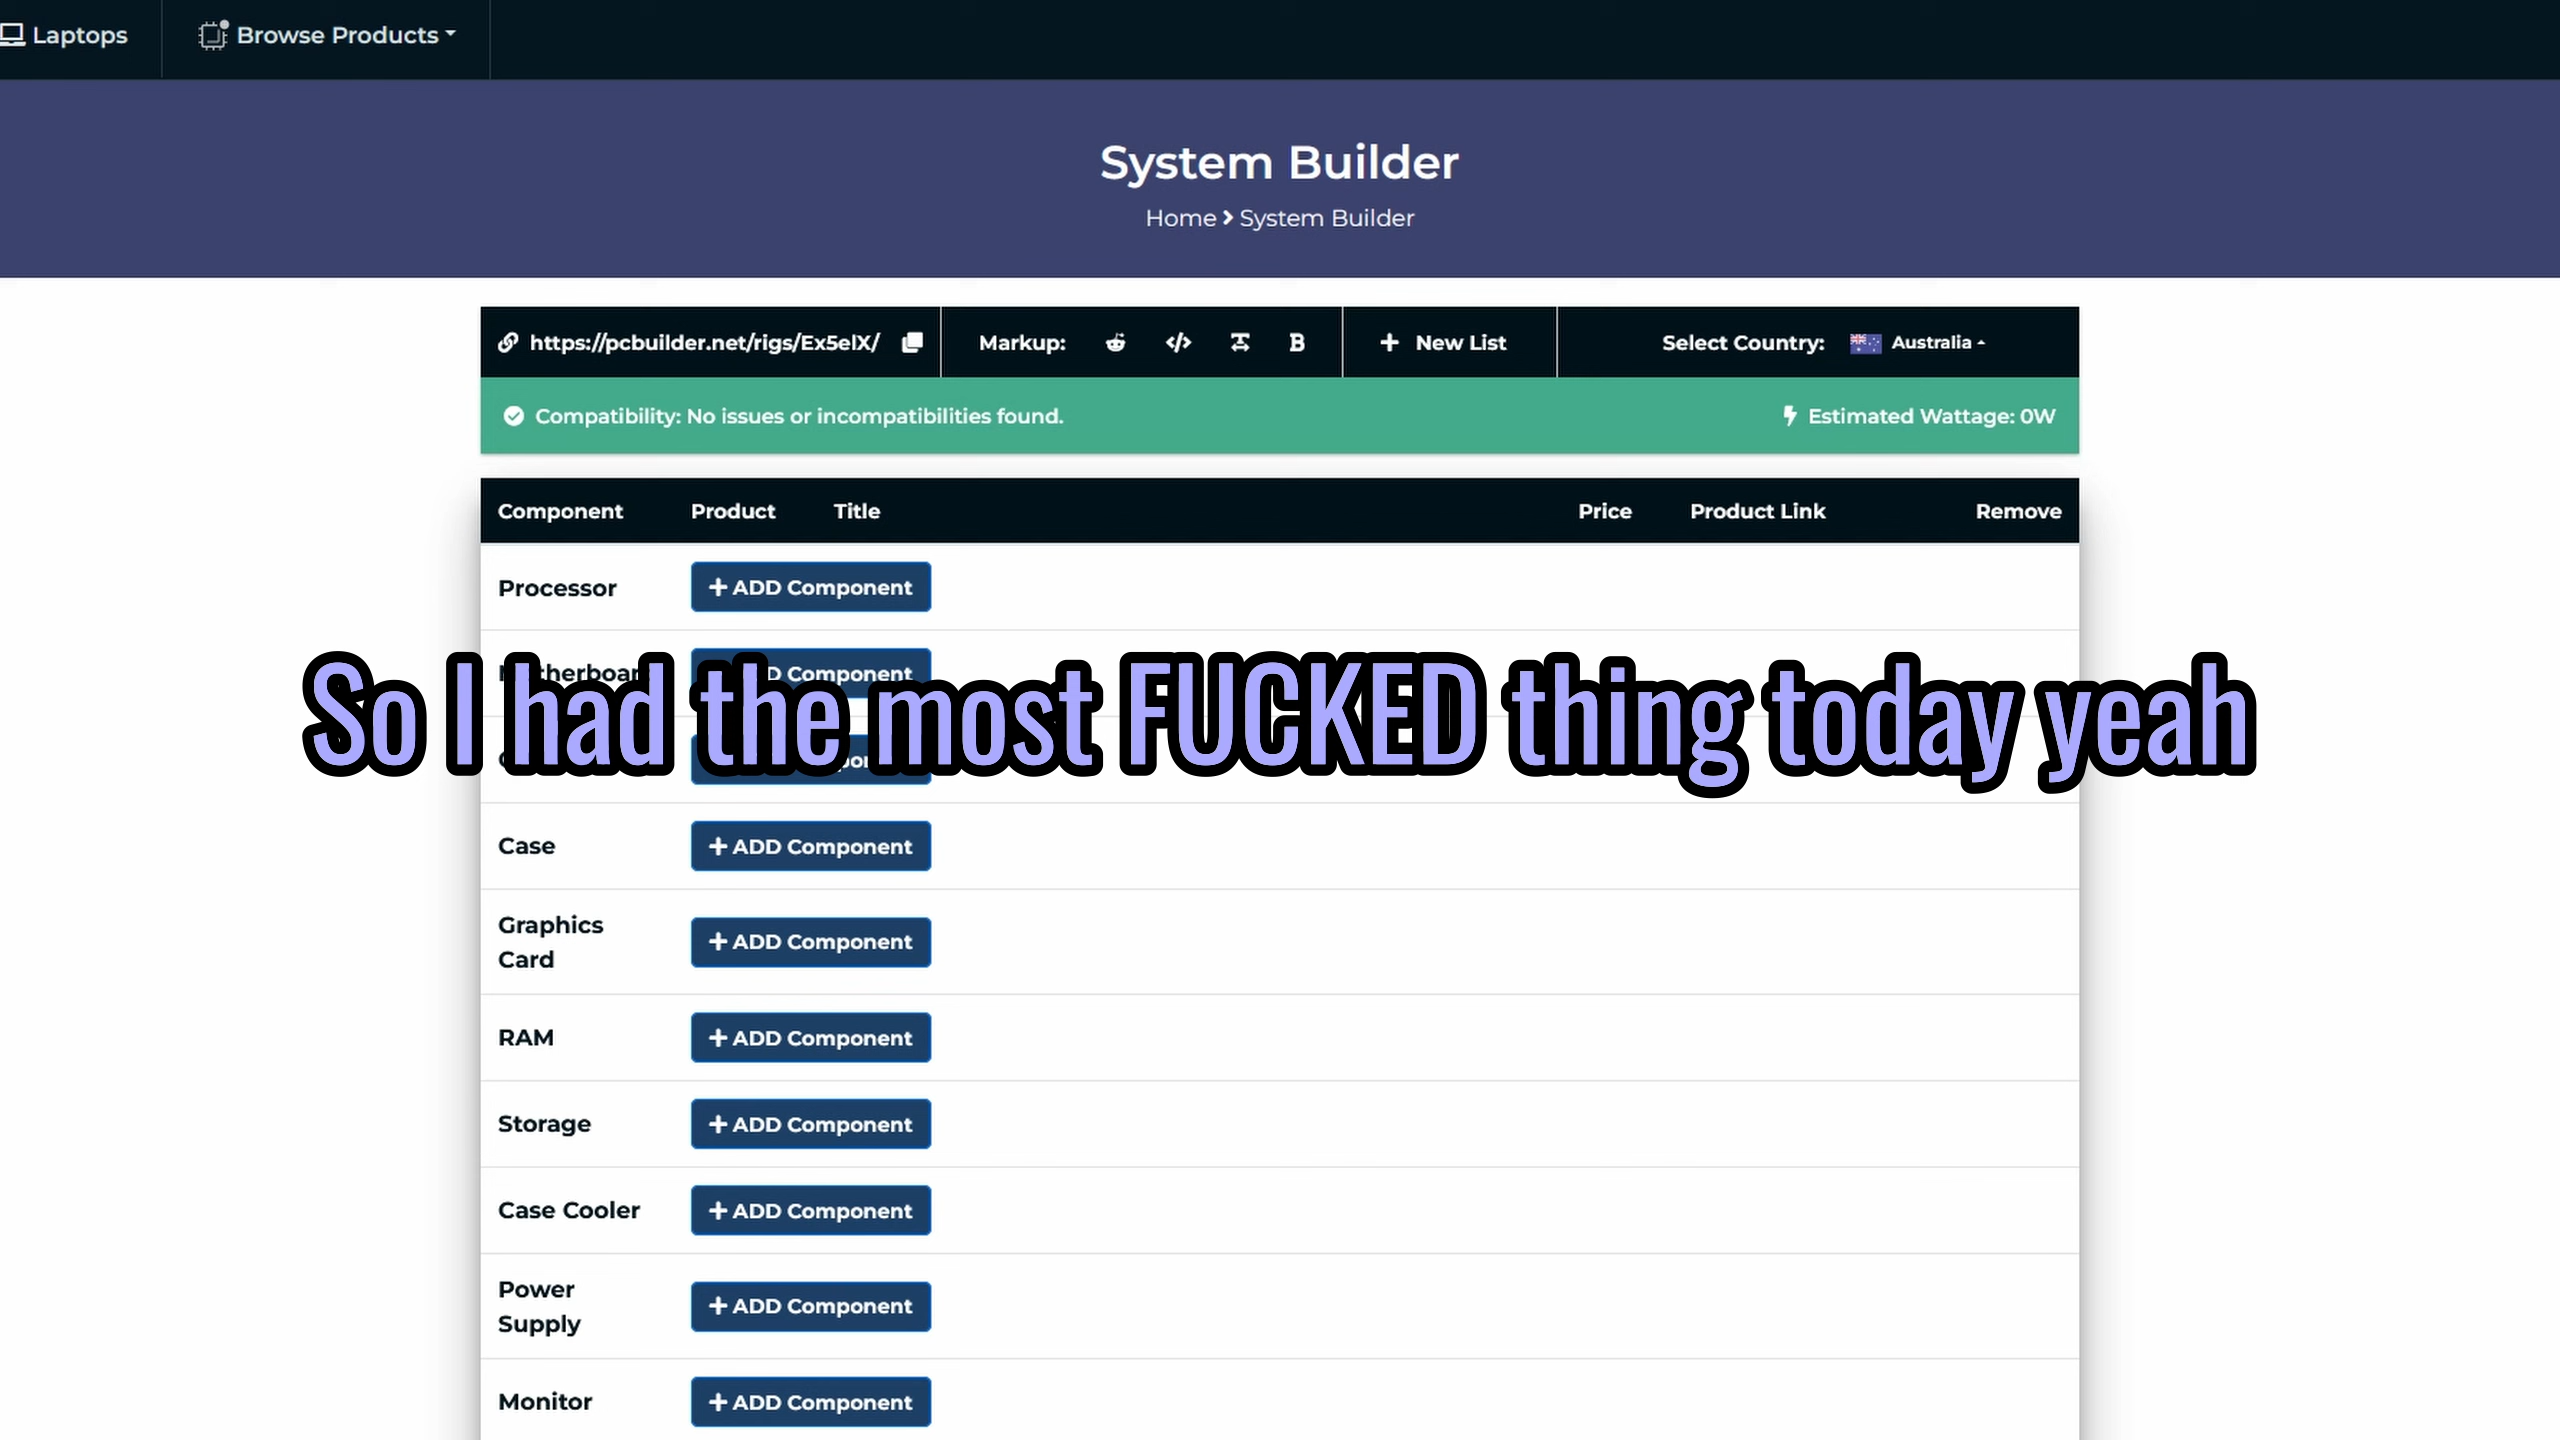 Laptops
Browse Products
System Builder
Home System Builder
https://pcbuilder.net/rigs/Ex5elX/
Markup:
New List
Select Country: Australia
Compatibility: No issues or incompatibilities found.
Estimated Wattage: 0W
Component Product Title Price Product Link Remove
Processor + ADD Component
Component
So I had the most FUCKED thing today yeah
Case + ADD Component
Graphics
Card + ADD Component
RAM + ADD Component
Storage + ADD Component
Case Cooler + ADD Component
Power
Supply + ADD Component
Monitor + ADD Component